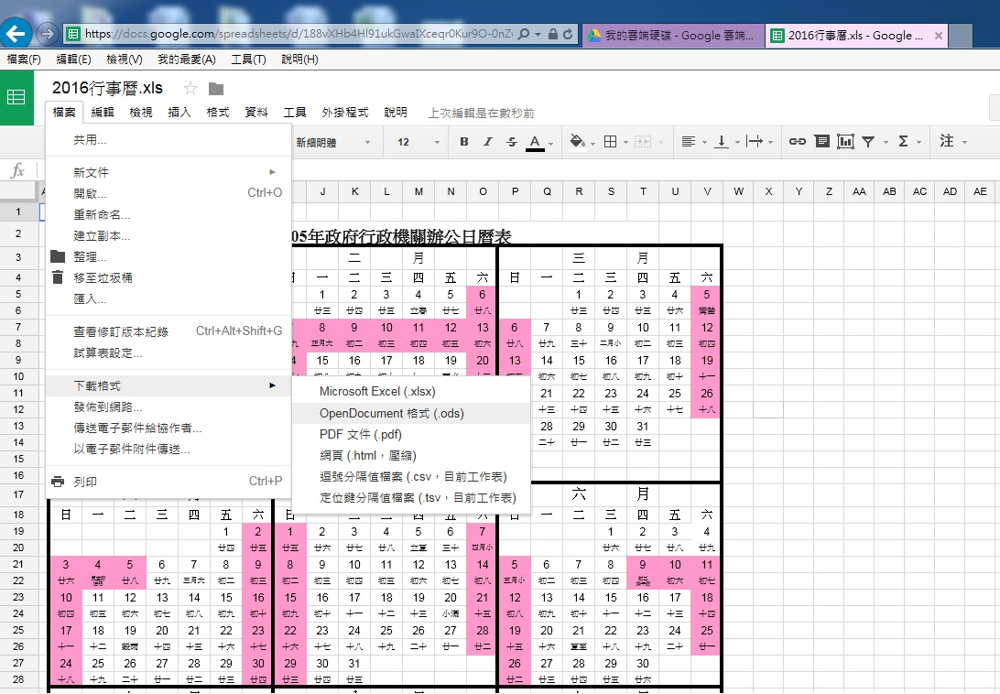 https://docs.google.com/spreadsheets/d/188vXHb4Hl91ukGwaIXceqr0Kur9O-0nZ
我的雲端硬碟 - Google 雲端...
2016行事曆.xls - Google ...
檔案(F) 編輯(E) 檢視(V) 我的最愛(A) 工具(T) 說明(H)
2016行事曆.xls
檔案 編輯 檢視 插入 格式 資料 工具 外掛程式 說明 上次編輯是在數秒前
新細明體 12 B I S A Σ 注
共用...
新文件
開啟... Ctrl+O
重新命名...
建立副本...
整理...
移至垃圾桶
匯入...
查看修訂版本紀錄 Ctrl+Alt+Shift+G
試算表設定...
下載格式
發佈到網路...
傳送電子郵件給協作者...
以電子郵件附件傳送...
列印 Ctrl+P
Microsoft Excel (.xlsx)
OpenDocument 格式 (.ods)
PDF 文件 (.pdf)
網頁 (.html，壓縮)
逗號分隔值檔案 (.csv，目前工作表)
定位鍵分隔值檔案 (.tsv，目前工作表)
fx
J K L M N O P Q R S T U V W X Y Z AA AB AC AD AE
1
2 05年政府行政機關辦公日曆表
3 二 月 三 月
4 一 二 三 四 五 六 日 一 二 三 四 五 六
5 1 2 3 4 5 6 1 2 3 4 5
6 廿三 廿四 廿五 立春 廿七 廿八 廿三 廿四 廿五 廿六
7 8 9 10 11 12 13 6 7 8 9 10 11 12
8 正月大 初二 初三 初四 初五 初六 廿八 廿九 三十 二月小 初二 初三 初四
9 15 16 17 18 19 20 13 14 15 16 17 18 19
10 初六 初七 初八 初九 初十 十一
11 21 22 23 24 25 26
12 十三 十四 十五 十六 十七 十八
13 28 29 30 31
14 二十 廿一 廿二 廿三
15
16
17 六 月
18 日 一 二 三 四 五 六 日 一 二 三 四 五 六 日 一 二 三 四 五 六
19 1 2 1 2 3 4 5 6 7 1 2 3 4
20 廿四 廿五 廿五 廿六 廿七 廿八 立夏 三十 四月小 廿六 廿七 廿八 廿九
21 3 4 5 6 7 8 9 8 9 10 11 12 13 14 5 6 7 8 9 10 11
22 廿六 廿八 廿九 三月大 初二 初三 初二 初三 初四 初五 初六 初七 初八 五月小 初二 初三 初四 初六 初七
23 10 11 12 13 14 15 16 15 16 17 18 19 20 21 12 13 14 15 16 17 18
24 初四 初五 初六 初七 初八 初九 初十 初九 初十 十一 十二 十三 小滿 十五 初八 初九 初十 十一 十二 十三 十四
25 17 18 19 20 21 22 23 22 23 24 25 26 27 28 19 20 21 22 23 24 25
26 十一 十二 穀雨 十四 十五 十六 十七 十六 十七 十八 十九 二十 廿一 廿二 十五 十六 夏至 十八 十九 二十 廿一
27 24 25 26 27 28 29 30 29 30 31 26 27 28 29 30
28 十八 十九 二十 廿一 廿二 廿三 廿四 廿三 廿四 廿五 廿二 廿三 廿四 廿五 廿六